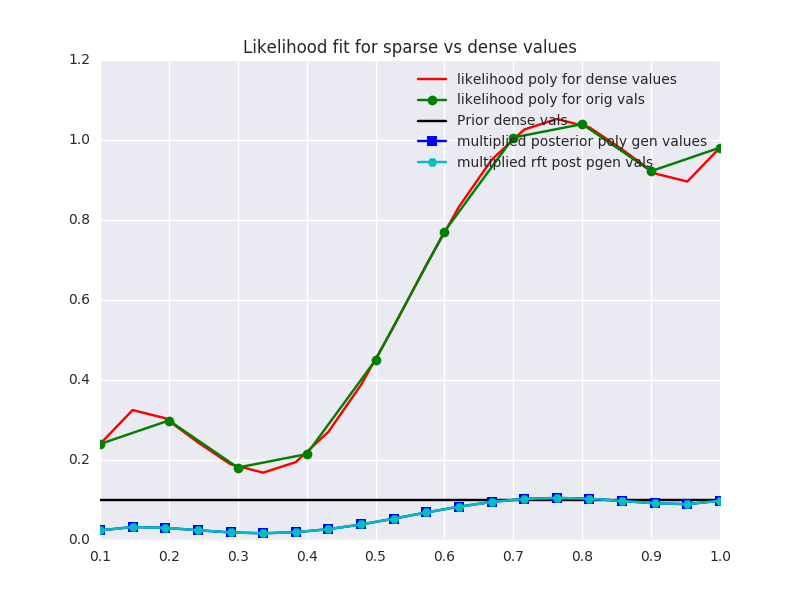 Likelihood fit for sparse vs dense values
1.2
1.0
0.8
0.6
0.4
0.2
0.0
likelihood poly for dense values
likelihood poly for orig vals
Prior dense vals
multiplied posterior poly gen values
multiplied rft post pgen vals
0.1 0.2 0.3 0.4 0.5 0.6 0.7 0.8 0.9 1.0